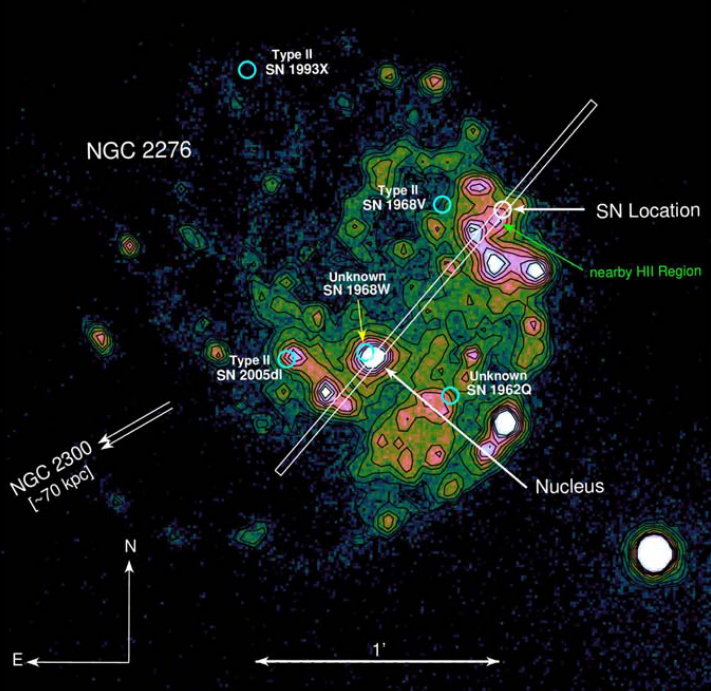 Type II
SN 1993X
NGC 2276
Type II
SN 1968V
SN Location
nearby HII Region
Unknown
SN 1968W
Type II
SN 2005dl
Unknown
SN 1962Q
NGC 2300
[~70 kpc]
Nucleus
N
E
1'